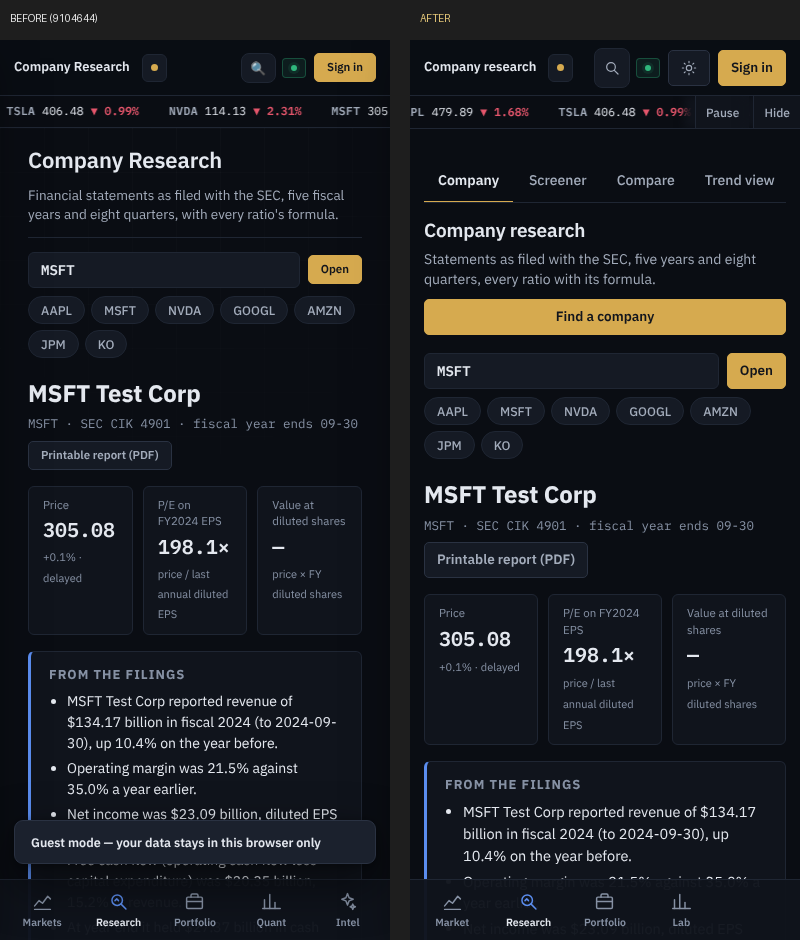 BEFORE (9104644)
Company Research
Sign in
TSLA 406.48 ▼ 0.99% NVDA 114.13 ▼ 2.31% MSFT 305
Company Research
Financial statements as filed with the SEC, five fiscal
years and eight quarters, with every ratio's formula.
MSFT
Open
AAPL MSFT NVDA GOOGL AMZN
JPM KO
MSFT Test Corp
MSFT · SEC CIK 4901 · fiscal year ends 09-30
Printable report (PDF)
Price
305.08
+0.1% ·
delayed
P/E on
FY2024 EPS
198.1×
price / last
annual diluted
EPS
Value at
diluted shares
—
price × FY
diluted shares
FROM THE FILINGS
• MSFT Test Corp reported revenue of
$134.17 billion in fiscal 2024 (to 2024-09-
30), up 10.4% on the year before.
• Operating margin was 21.5% against
35.0% a year earlier.
• Net income was $23.09 billion, diluted EPS
Guest mode — your data stays in this browser only
Markets Research Portfolio Quant Intel
AFTER
Company research
Sign in
PL 479.89 ▼ 1.68% TSLA 406.48 ▼ 0.99%
Pause
Hide
Company Screener Compare Trend view
Company research
Statements as filed with the SEC, five years and eight
quarters, every ratio with its formula.
Find a company
MSFT
Open
AAPL MSFT NVDA GOOGL AMZN
JPM KO
MSFT Test Corp
MSFT · SEC CIK 4901 · fiscal year ends 09-30
Printable report (PDF)
Price
305.08
+0.1% · delayed
P/E on FY2024
EPS
198.1×
price / last
annual diluted
EPS
Value at diluted
shares
—
price × FY
diluted shares
FROM THE FILINGS
• MSFT Test Corp reported revenue of $134.17
billion in fiscal 2024 (to 2024-09-30), up
10.4% on the year before.
• Operating margin was 21.5% against 35.0% a
year earlier.
Market Research Portfolio Lab